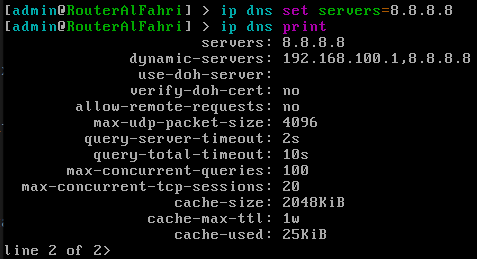 [admin@RouterAlFahri] > ip dns set servers=8.8.8.8
[admin@RouterAlFahri] > ip dns print
servers: 8.8.8.8
dynamic-servers: 192.168.100.1,8.8.8.8
use-doh-server:
verify-doh-cert: no
allow-remote-requests: no
max-udp-packet-size: 4096
query-server-timeout: 2s
query-total-timeout: 10s
max-concurrent-queries: 100
max-concurrent-tcp-sessions: 20
cache-size: 2048KiB
cache-max-ttl: 1w
cache-used: 25KiB
line 2 of 2>